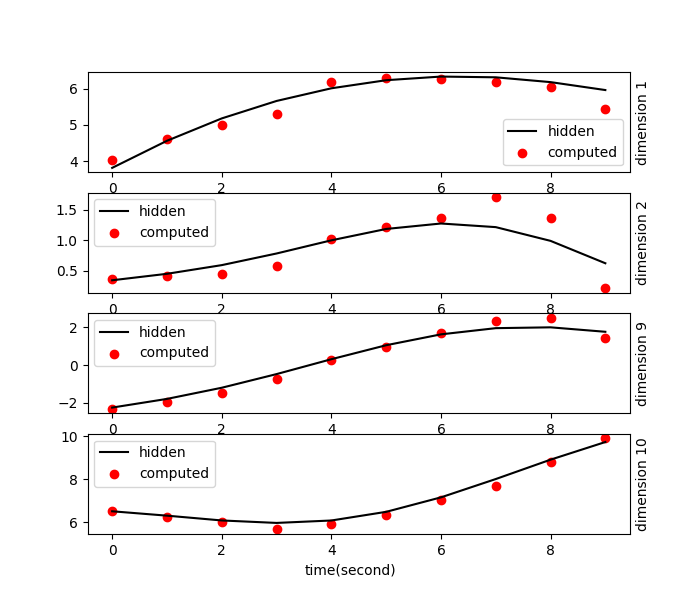 6
5
4
hidden
computed
dimension 1
0 2 4 6 8
1.5
1.0
0.5
hidden
computed
dimension 2
0 2 4 6 8
2
0
−2
hidden
computed
dimension 9
0 2 4 6 8
10
8
6
hidden
computed
dimension 10
0 2 4 6 8
time(second)